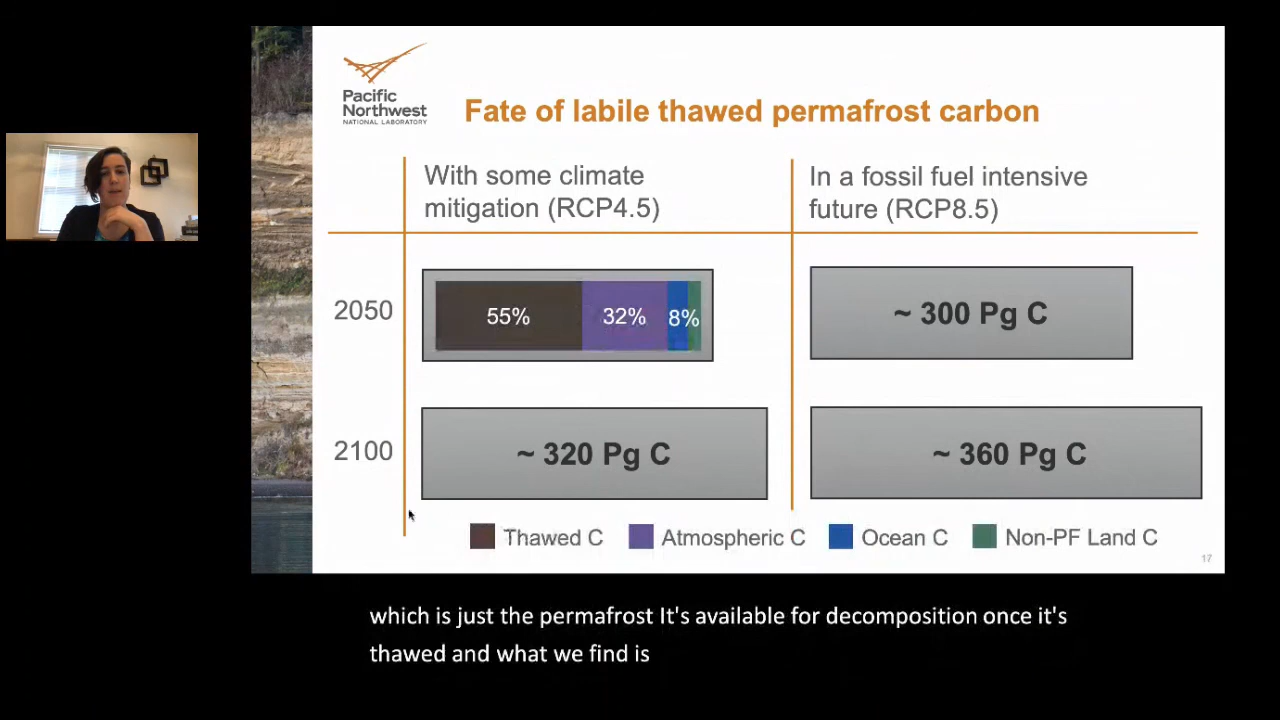 Pacific
Northwest
NATIONAL LABORATORY
Fate of labile thawed permafrost carbon
With some climate
mitigation (RCP4.5)
In a fossil fuel intensive
future (RCP8.5)
2050
55%
32%
8%
~ 300 Pg C
2100
~ 320 Pg C
~ 360 Pg C
Thawed C
Atmospheric C
Ocean C
Non-PF Land C
17
which is just the permafrost It's available for decomposition once it's
thawed and what we find is